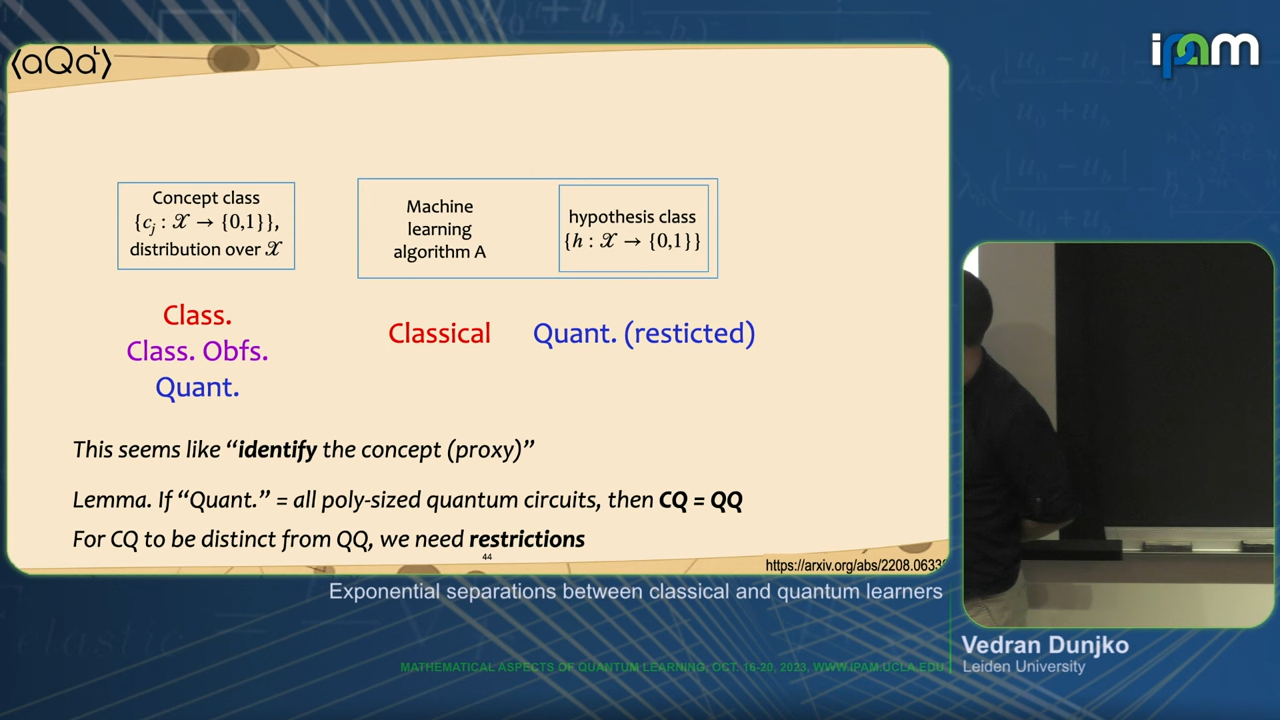 ⟨aQaᴸ⟩
ipam
Concept class
{c_j : 𝒳 → {0,1}},
distribution over 𝒳
Machine
learning
algorithm A
hypothesis class
{h : 𝒳 → {0,1}}
Class.
Class. Obfs.
Quant.
Classical
Quant. (resticted)
This seems like “identify the concept (proxy)”
Lemma. If “Quant.” = all poly-sized quantum circuits, then CQ = QQ
For CQ to be distinct from QQ, we need restrictions
44
https://arxiv.org/abs/2208.0633
Exponential separations between classical and quantum learners
Vedran Dunjko
Leiden University
MATHEMATICAL ASPECTS OF QUANTUM LEARNING, OCT. 16-20, 2023, WWW.IPAM.UCLA.EDU
elastic